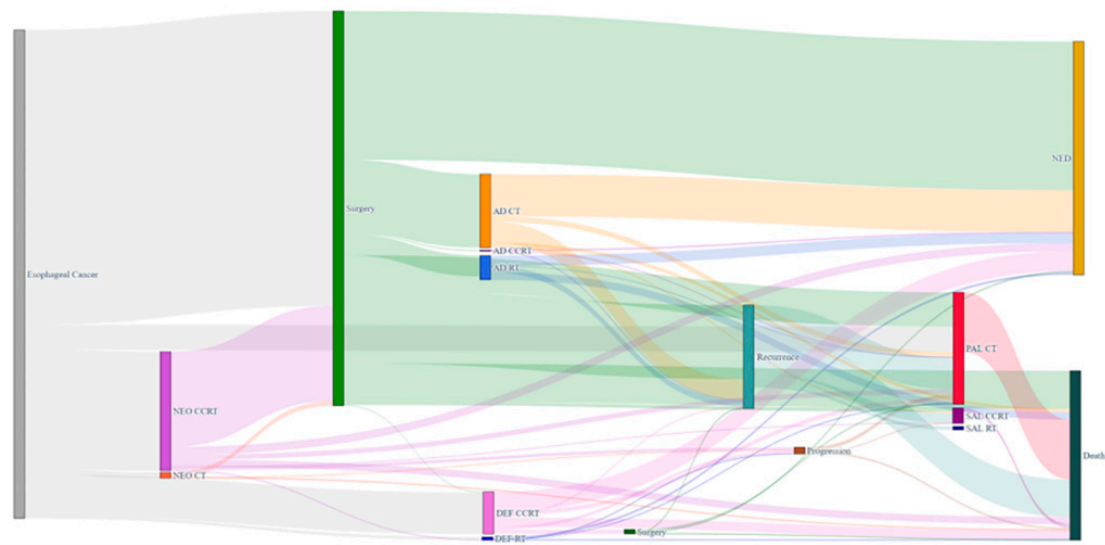 NED
Surgery
AD CT
AD CCRT
AD RT
Esophageal Cancer
PAL CT
Recurrence
NEO CCRT
SAL CCRT
SAL RT
Progression
Death
NEO CT
DEF CCRT
Surgery
DEF RT